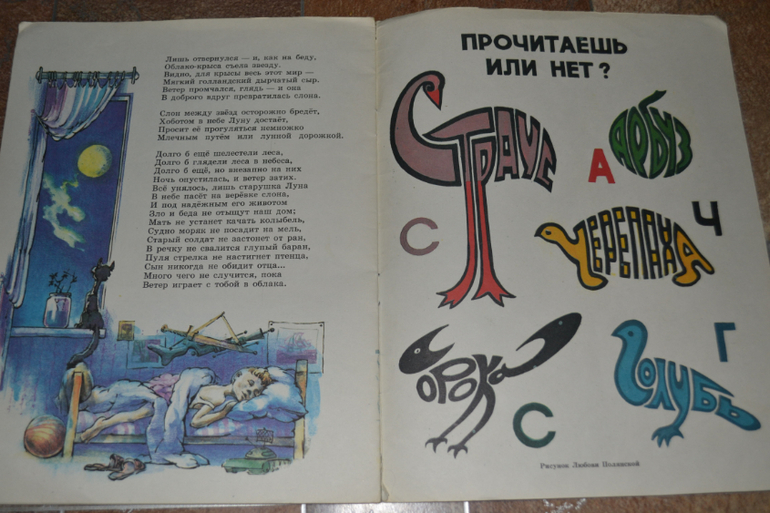 Лишь отвернулся — и, как на беду,
Облако-крыса съела звезду.
Видно, для крысы весь этот мир —
Мягкий голландский дырчатый сыр.
Ветер промчался, глядь — и она
В доброго вдруг превратилась слона.
Слон между звёзд осторожно бредёт,
Хоботом в небе Луну достаёт,
Просит её прогуляться немножко
Млечным путём или лунной дорожкой.
Долго б ещё шелестели леса,
Долго б глядели леса в небеса,
Долго б ещё, но внезапно на них
Ночь опустилась, и ветер затих.
Всё унялось, лишь старушка Луна
В небе пасёт на верёвке слона,
И под надёжным его животом
Зло и беда не отыщут наш дом;
Мать не устанет качать колыбель,
Судно моряк не посадит на мель,
Старый солдат не застонет от ран,
В речку не свалится глупый баран,
Пуля стрелка не настигнет птенца,
Сын никогда не обидит отца...
Много чего не случится, пока
Ветер играет с тобой в облака.
ПРОЧИТАЕШЬ
ИЛИ НЕТ?
СТРАУС
С
АРБУЗ
А
ЧЕРЕПАХА
Ч
СОРОКА
С
ГОЛУБЬ
Г
Рисунок Любови Полянской